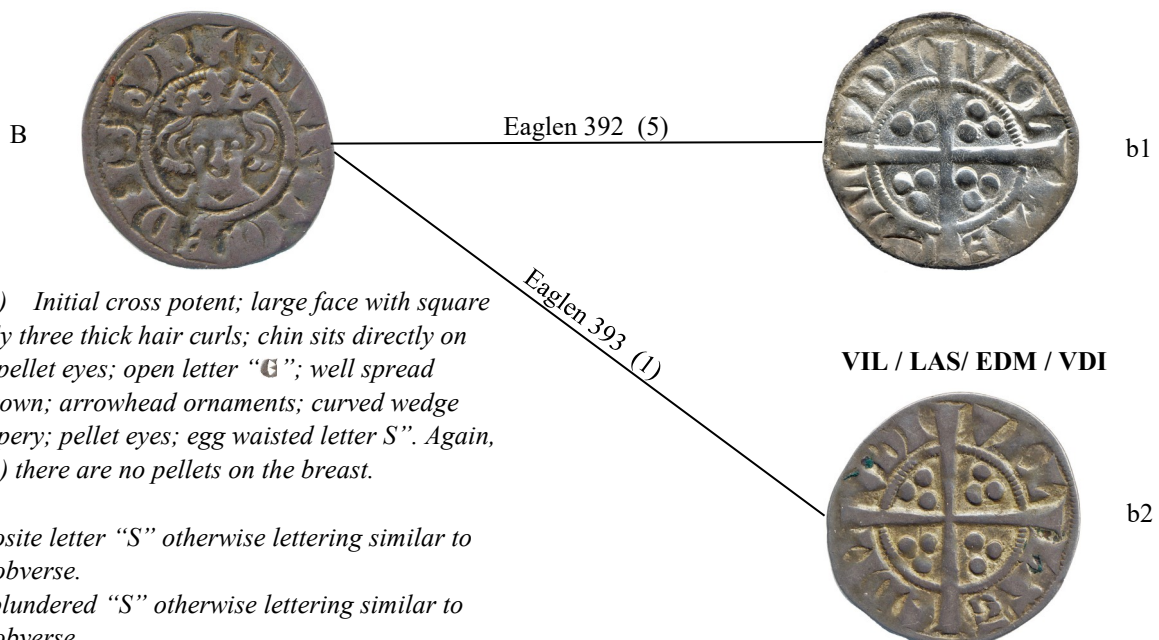 B
Eaglen 392 (5)
b1
Eaglen 393 (1)
) Initial cross potent; large face with square
y three thick hair curls; chin sits directly on
pellet eyes; open letter “E”; well spread
own; arrowhead ornaments; curved wedge
pery; pellet eyes; egg waisted letter S”. Again,
) there are no pellets on the breast.
VIL / LAS/ EDM / VDI
b2
osite letter “S” otherwise lettering similar to
obverse.
lundered “S” otherwise lettering similar to
obverse.